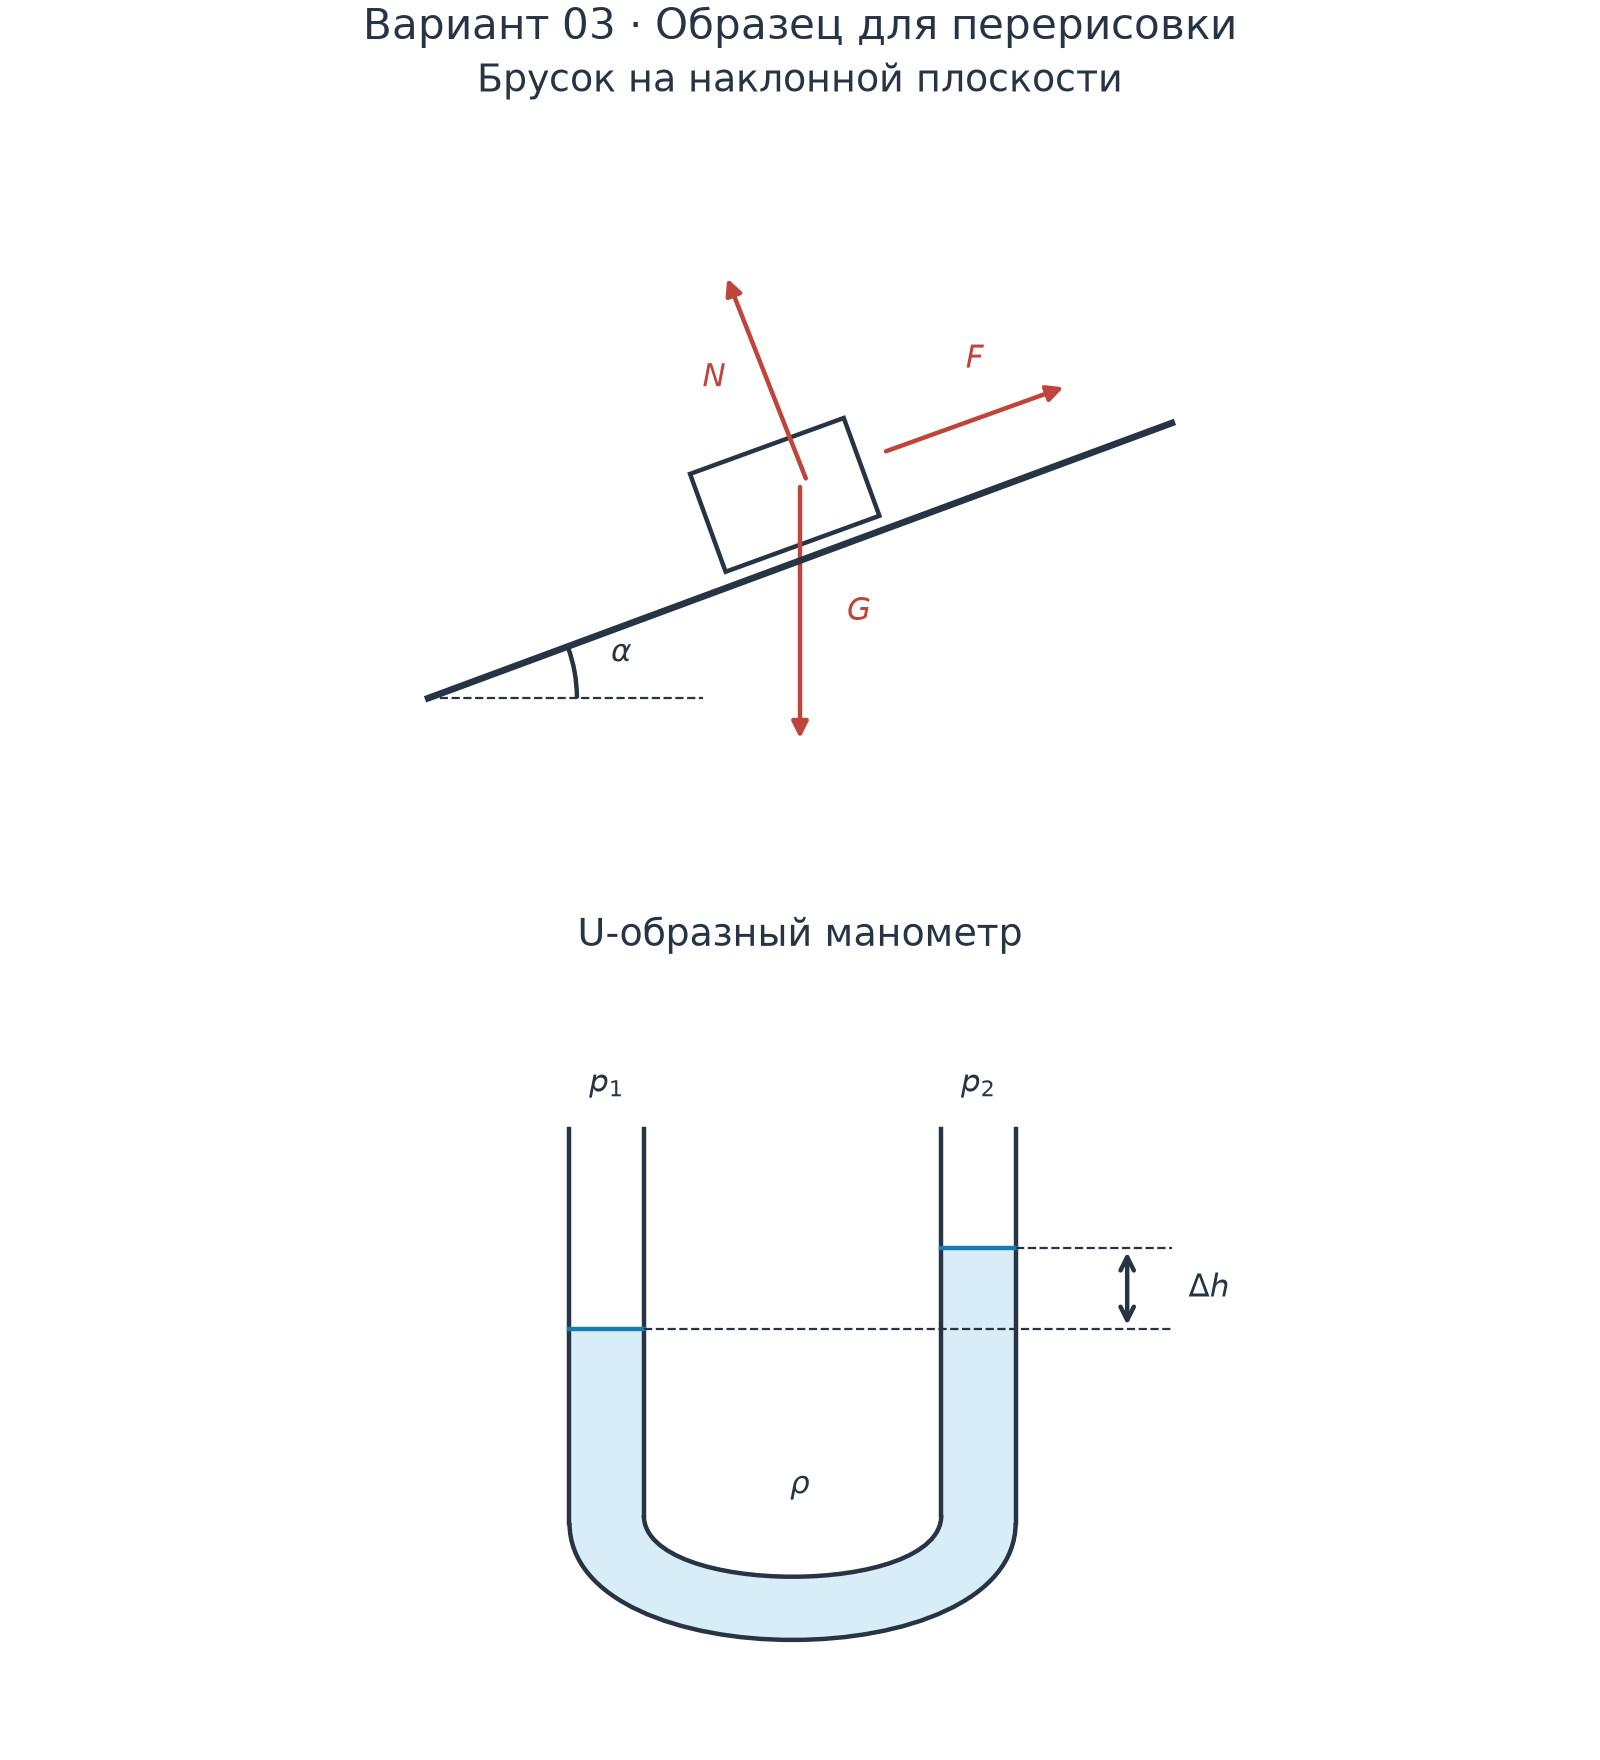 Вариант 03 · Образец для перерисовки
Брусок на наклонной плоскости
N
F
G
α
U-образный манометр
p₁ p₂
Δh
ρ